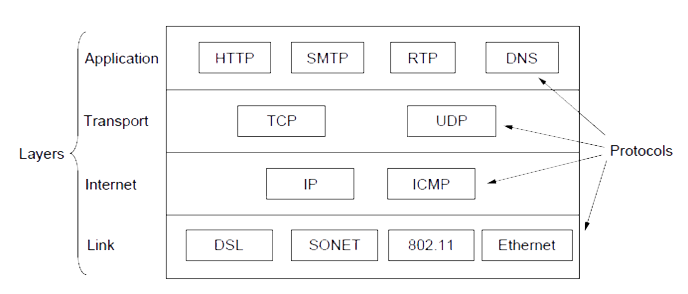 Application HTTP SMTP RTP DNS
Transport TCP UDP
Layers Protocols
Internet IP ICMP
Link DSL SONET 802.11 Ethernet